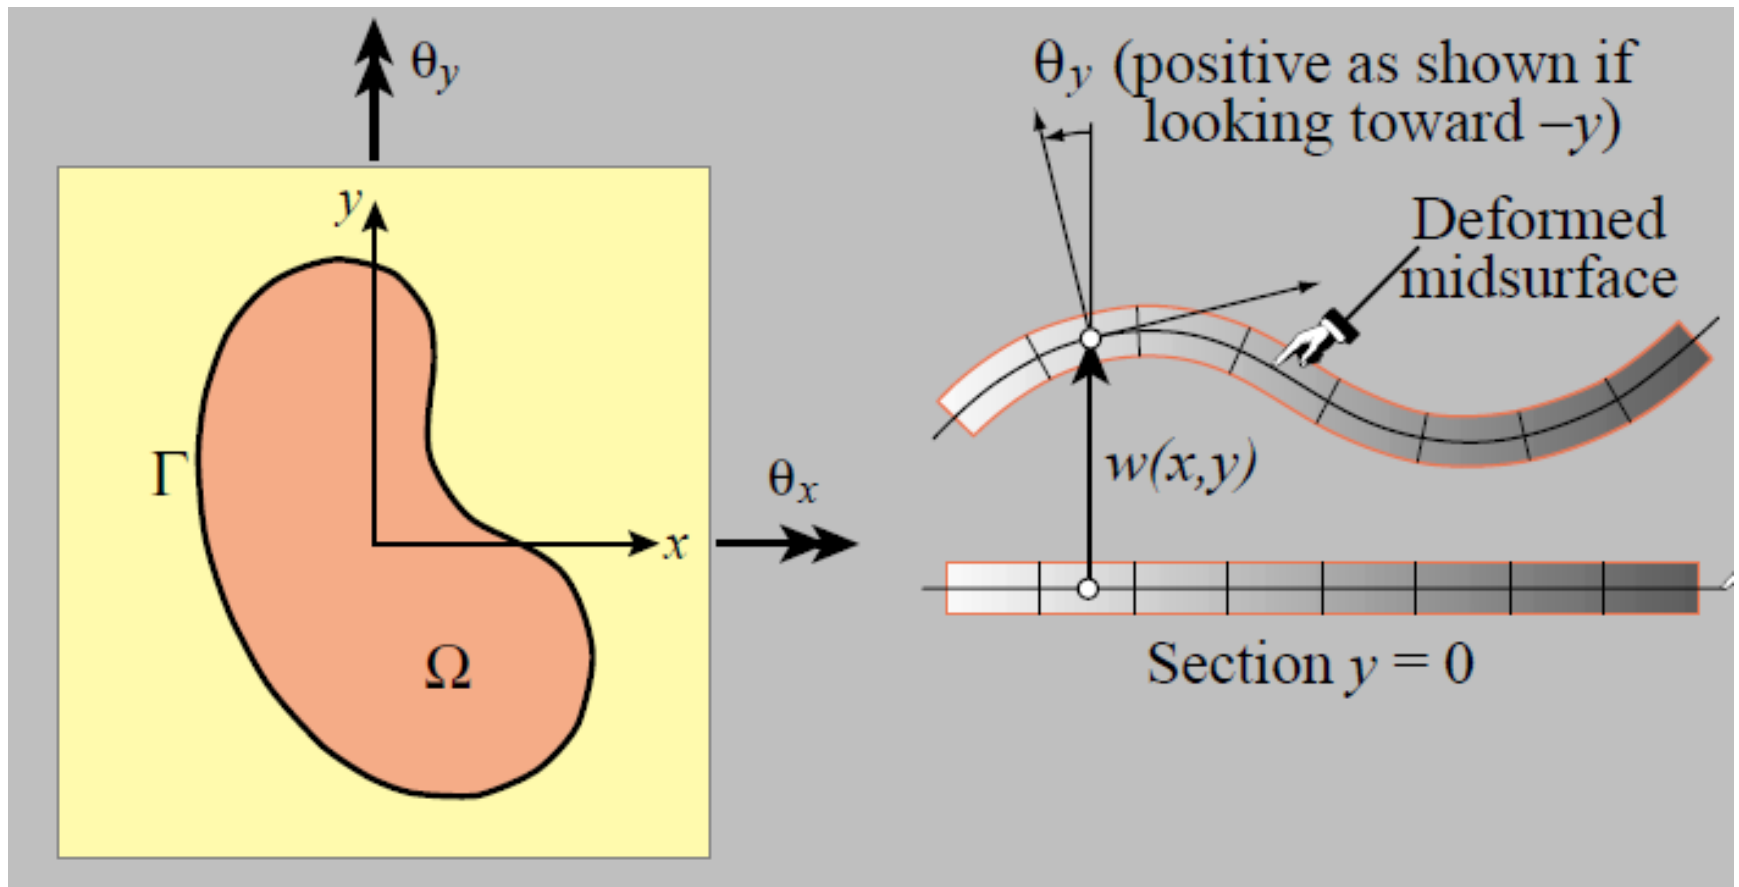 θy
y
Γ
Ω
x
θx
θy (positive as shown if
looking toward –y)
Deformed
midsurface
w(x,y)
Section y = 0